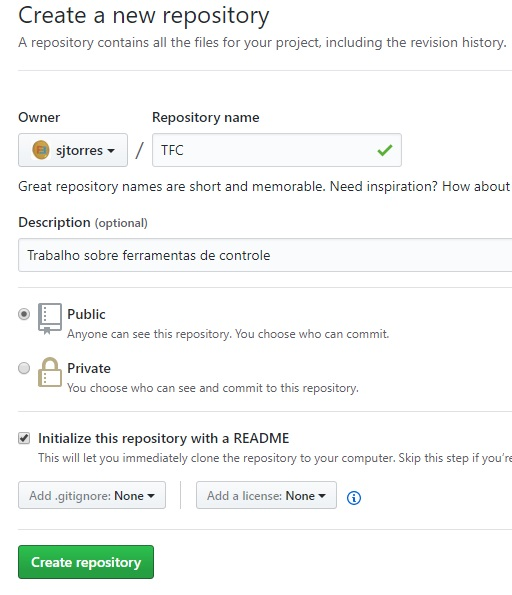 Create a new repository
A repository contains all the files for your project, including the revision history.
Owner Repository name
sjtorres / TFC
Great repository names are short and memorable. Need inspiration? How about
Description (optional)
Trabalho sobre ferramentas de controle
Public
Anyone can see this repository. You choose who can commit.
Private
You choose who can see and commit to this repository.
Initialize this repository with a README
This will let you immediately clone the repository to your computer. Skip this step if you're
Add .gitignore: None Add a license: None
Create repository